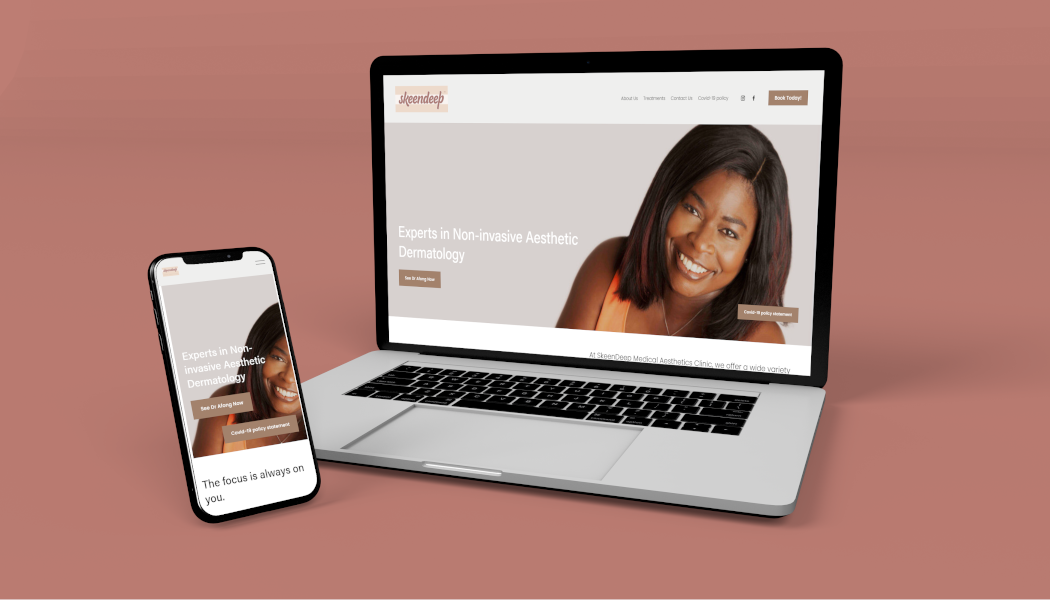 skeendeep
About Us Treatments Contact Us Covid-19 policy
Book Today!
Experts in Non-invasive Aesthetic
Dermatology
See Dr Along Now
Covid-19 policy statement
At SkeenDeep Medical Aesthetics Clinic, we offer a wide variety
Experts in Non-
invasive Aesthetic
Dermatology
See Dr Along Now
Covid-19 policy statement
The focus is always on
you.